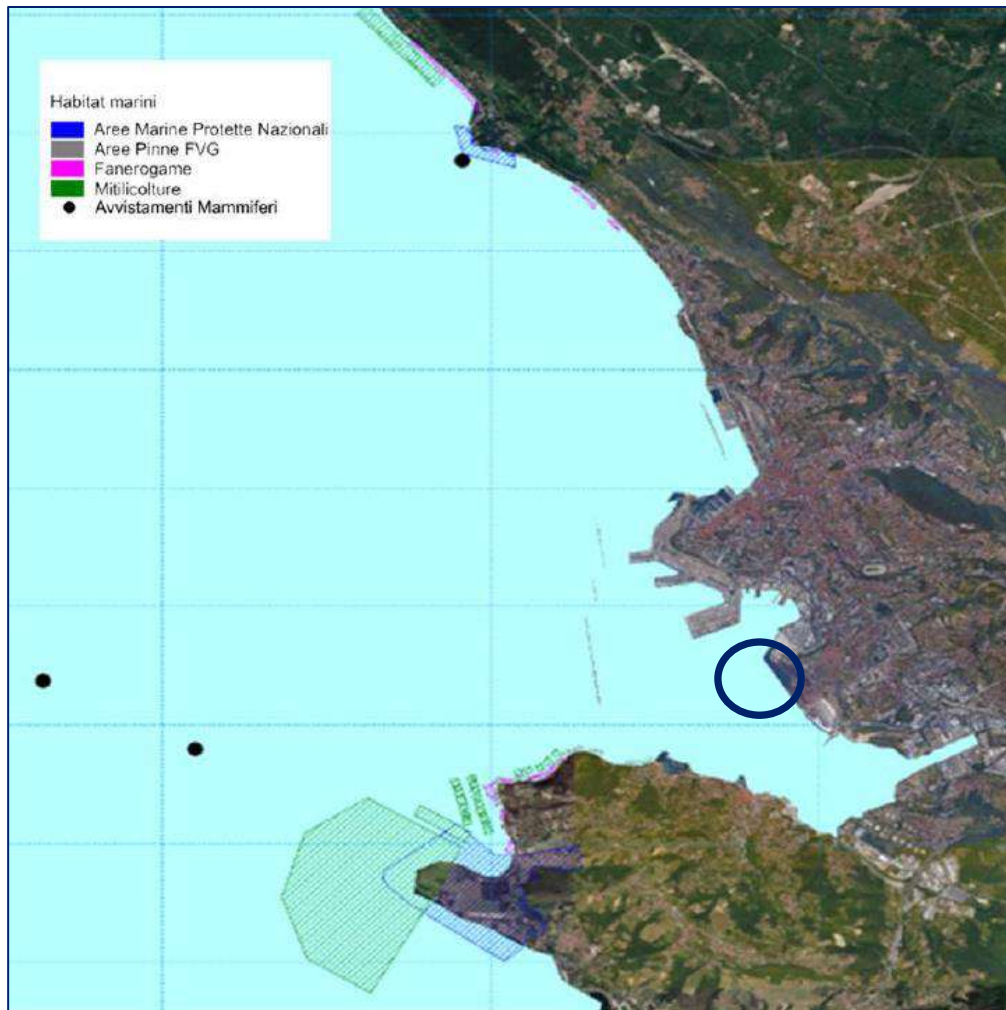 Habitat marini
Aree Marine Protette Nazionali
Aree Pinne FVG
Fanerogame
Mitilicolture
Avvistamenti Mammiferi